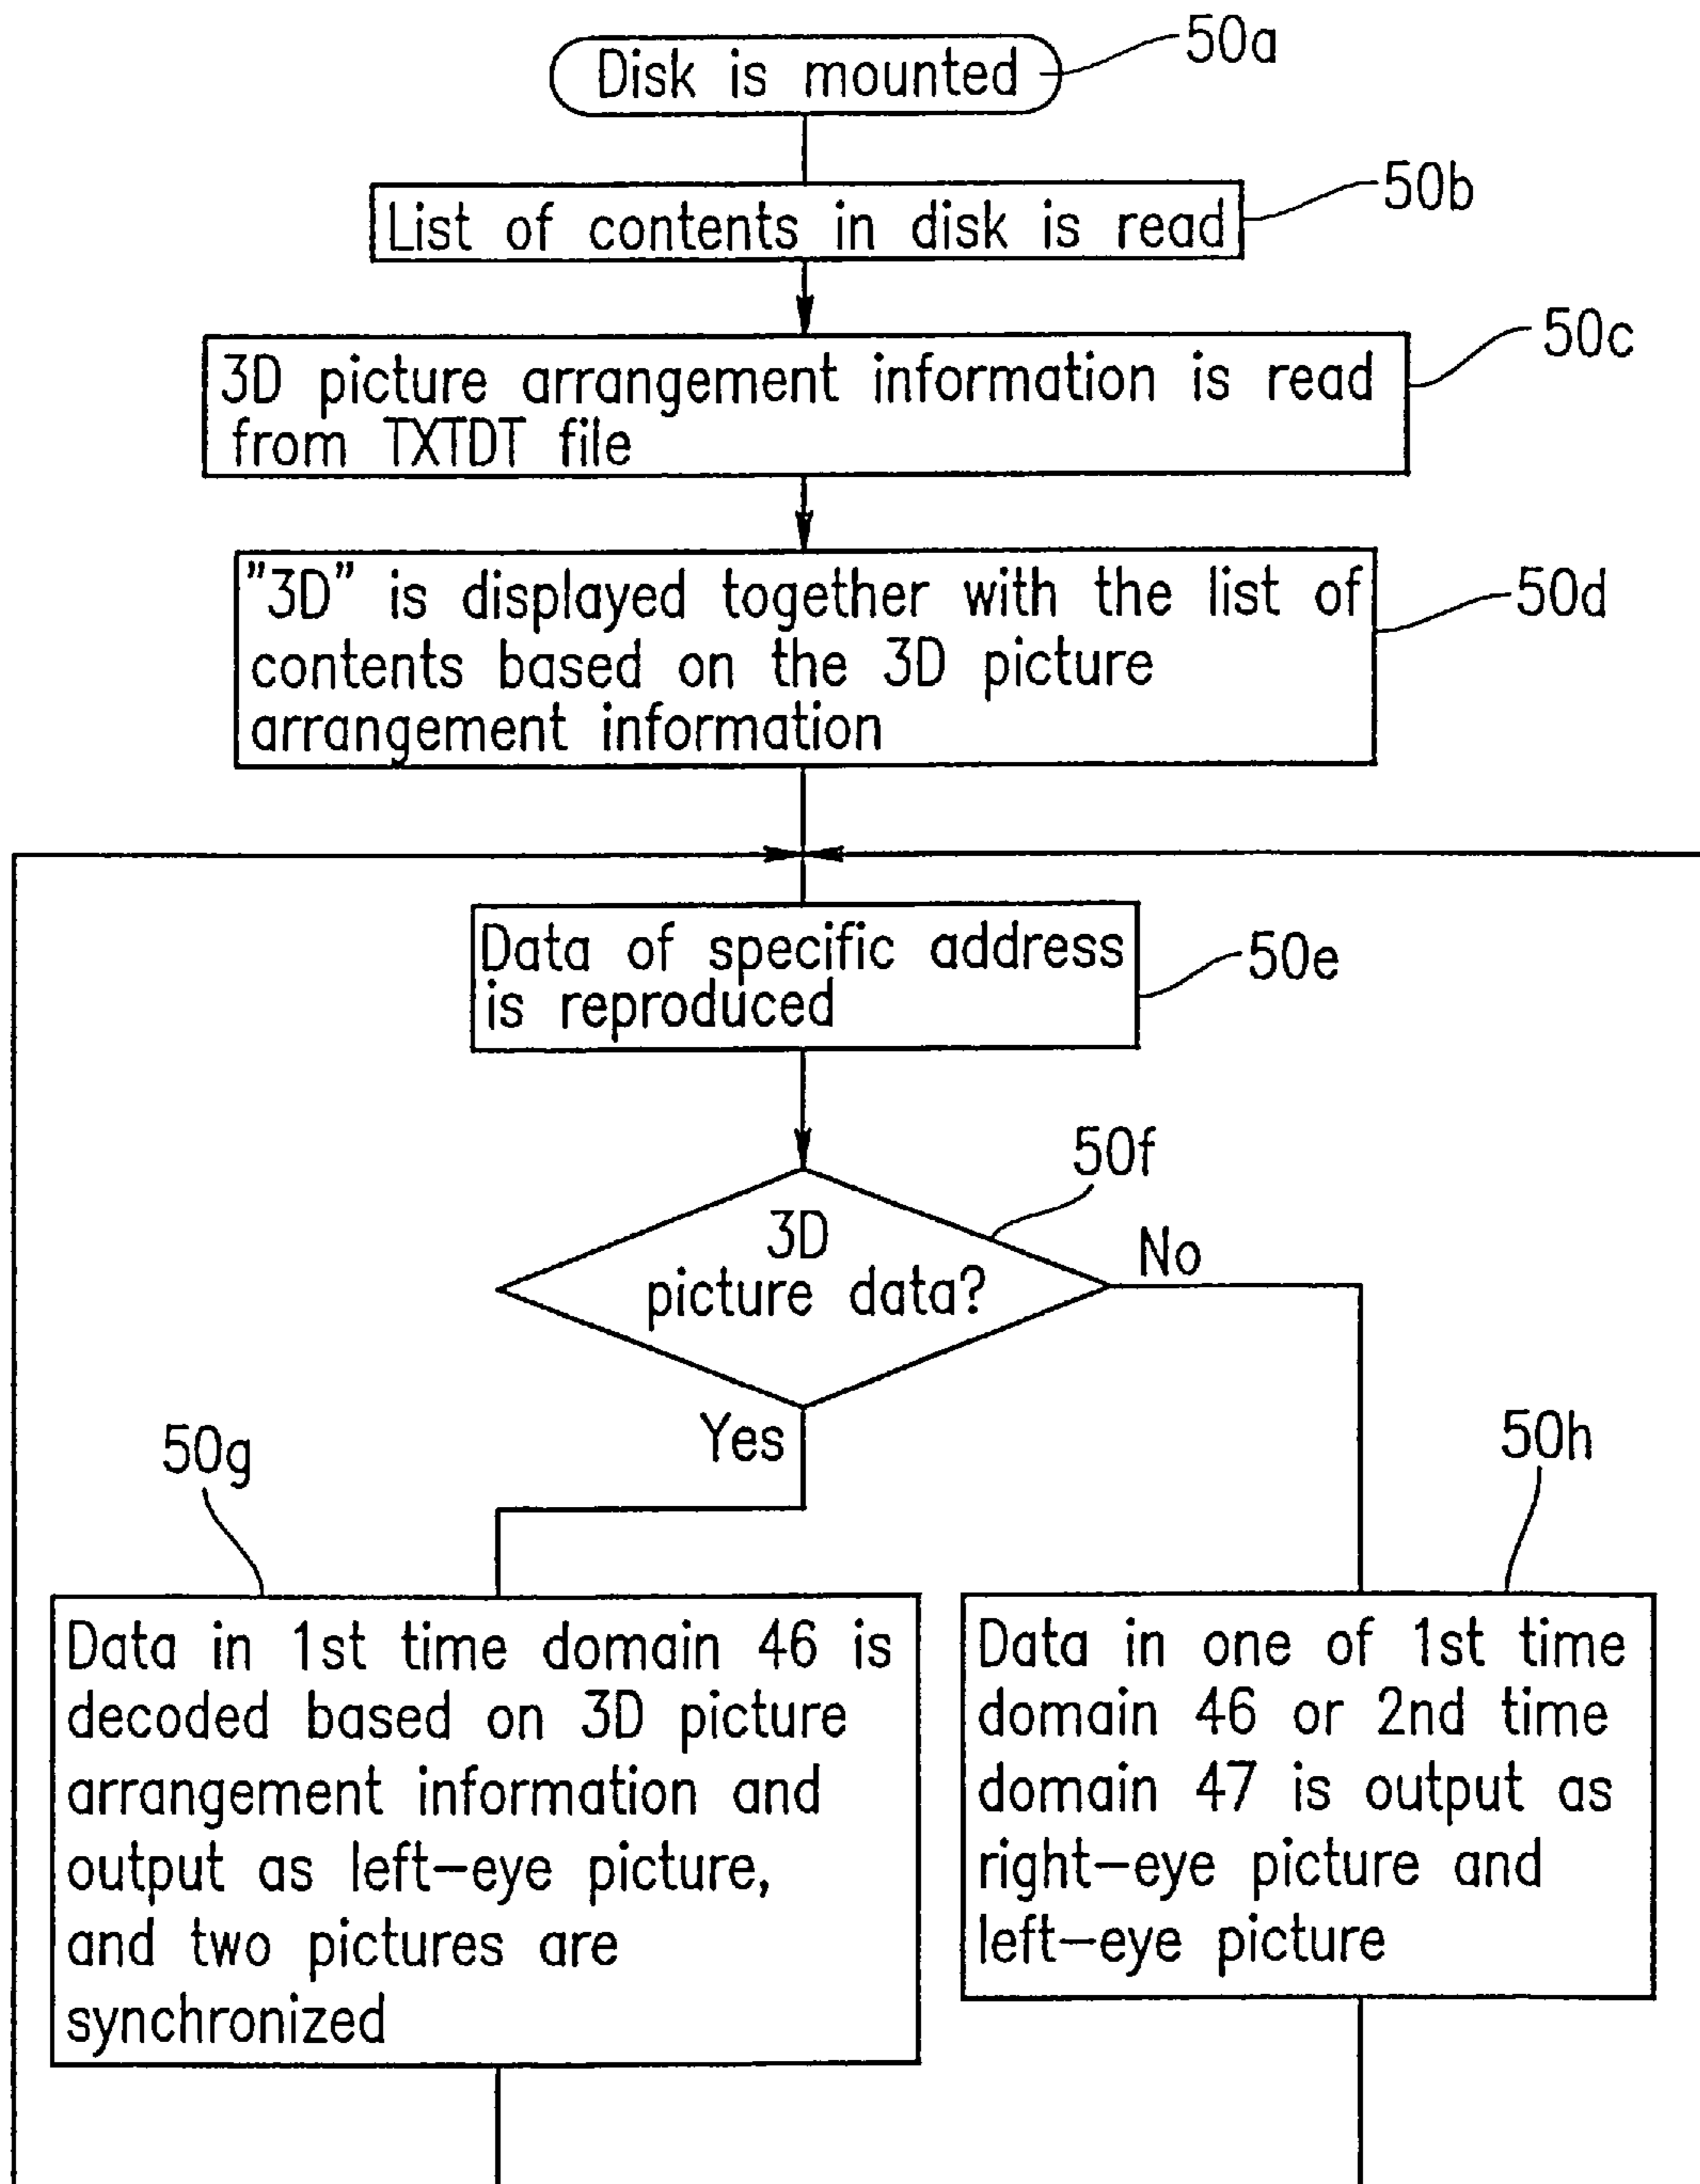 Disk is mounted
50a
List of contents in disk is read
50b
3D picture arrangement information is read
from TXTDT file
50c
"3D" is displayed together with the list of
contents based on the 3D picture
arrangement information
50d
Data of specific address
is reproduced
50e
50f
3D
picture data?
No
Yes
50g
50h
Data in 1st time domain 46 is
decoded based on 3D picture
arrangement information and
output as left-eye picture,
and two pictures are
synchronized
Data in one of 1st time
domain 46 or 2nd time
domain 47 is output as
right-eye picture and
left-eye picture